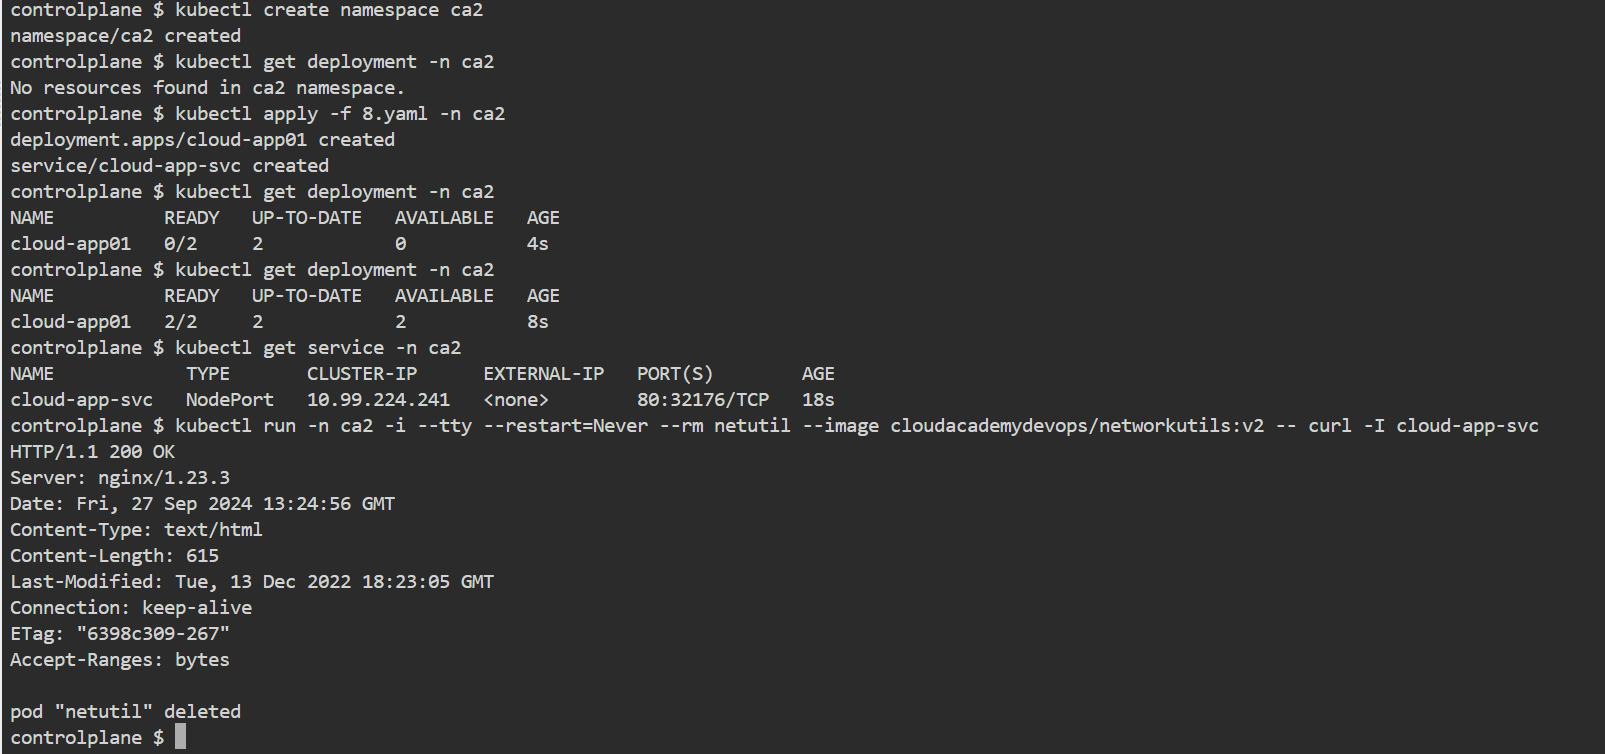 controlplane $ kubectl create namespace ca2
namespace/ca2 created
controlplane $ kubectl get deployment -n ca2
No resources found in ca2 namespace.
controlplane $ kubectl apply -f 8.yaml -n ca2
deployment.apps/cloud-app01 created
service/cloud-app-svc created
controlplane $ kubectl get deployment -n ca2
NAME          READY   UP-TO-DATE   AVAILABLE   AGE
cloud-app01   0/2     2            0           4s
controlplane $ kubectl get deployment -n ca2
NAME          READY   UP-TO-DATE   AVAILABLE   AGE
cloud-app01   2/2     2            2           8s
controlplane $ kubectl get service -n ca2
NAME            TYPE       CLUSTER-IP      EXTERNAL-IP   PORT(S)        AGE
cloud-app-svc   NodePort   10.99.224.241   <none>        80:32176/TCP   18s
controlplane $ kubectl run -n ca2 -i --tty --restart=Never --rm netutil --image cloudacademydevops/networkutils:v2 -- curl -I cloud-app-svc
HTTP/1.1 200 OK
Server: nginx/1.23.3
Date: Fri, 27 Sep 2024 13:24:56 GMT
Content-Type: text/html
Content-Length: 615
Last-Modified: Tue, 13 Dec 2022 18:23:05 GMT
Connection: keep-alive
ETag: "6398c309-267"
Accept-Ranges: bytes

pod "netutil" deleted
controlplane $